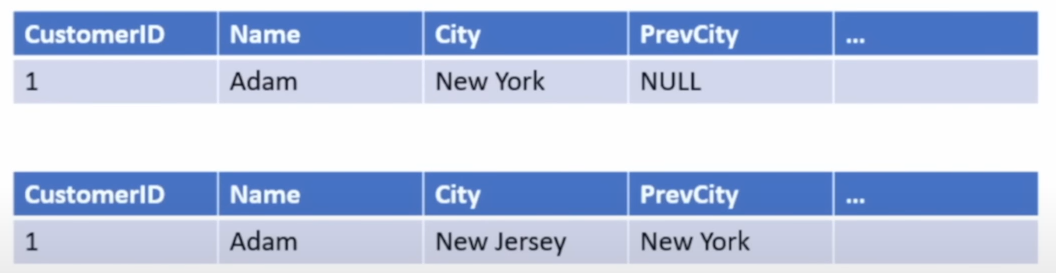 CustomerID Name City PrevCity ...
1 Adam New York NULL
CustomerID Name City PrevCity ...
1 Adam New Jersey New York